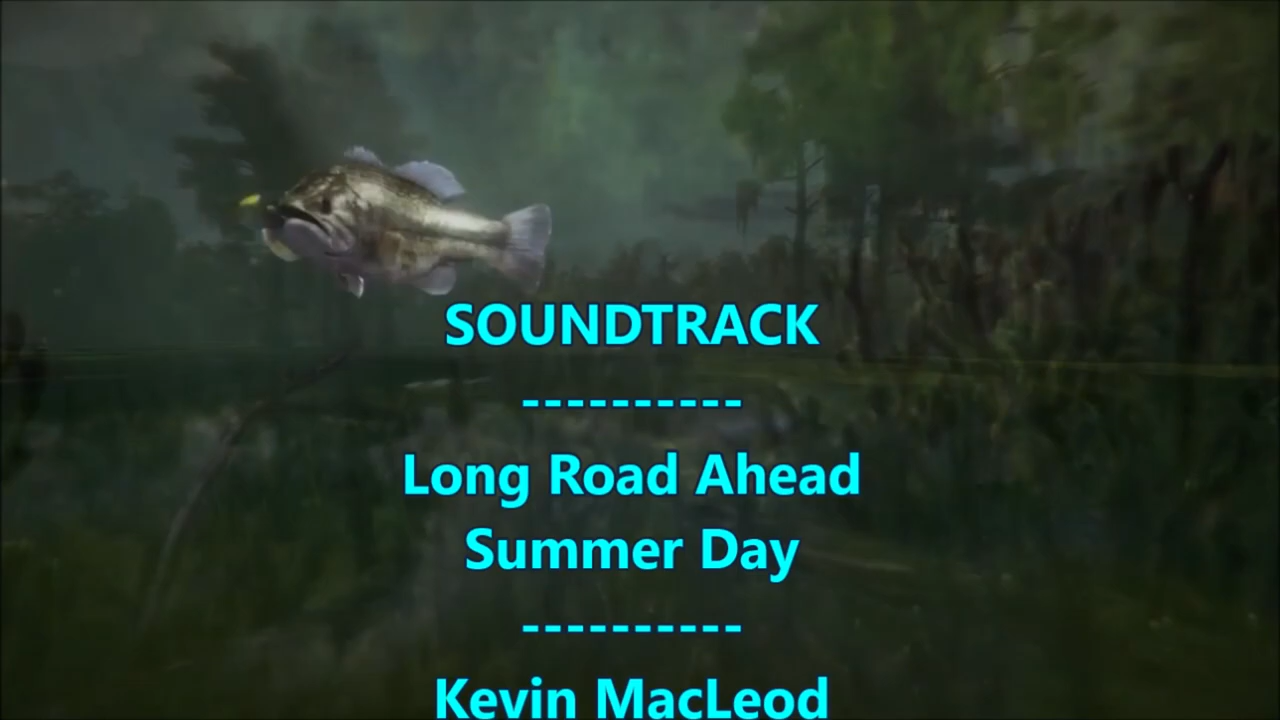 SOUNDTRACK
----------
Long Road Ahead
Summer Day
----------
Kevin MacLeod